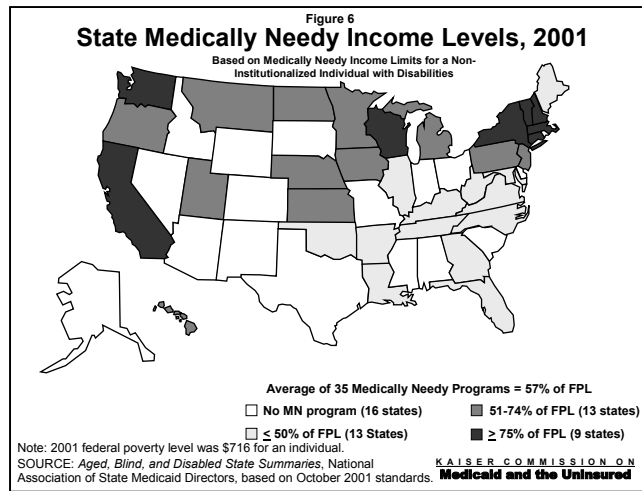 Figure 6
State Medically Needy Income Levels, 2001
Based on Medically Needy Income Limits for a Non-
Institutionalized Individual with Disabilities
Average of 35 Medically Needy Programs = 57% of FPL
No MN program (16 states)
51-74% of FPL (13 states)
< 50% of FPL (13 States)
> 75% of FPL (9 states)
Note: 2001 federal poverty level was $716 for an individual.
SOURCE: Aged, Blind, and Disabled State Summaries, National
Association of State Medicaid Directors, based on October 2001 standards.
KAISER COMMISSION ON
Medicaid and the Uninsured